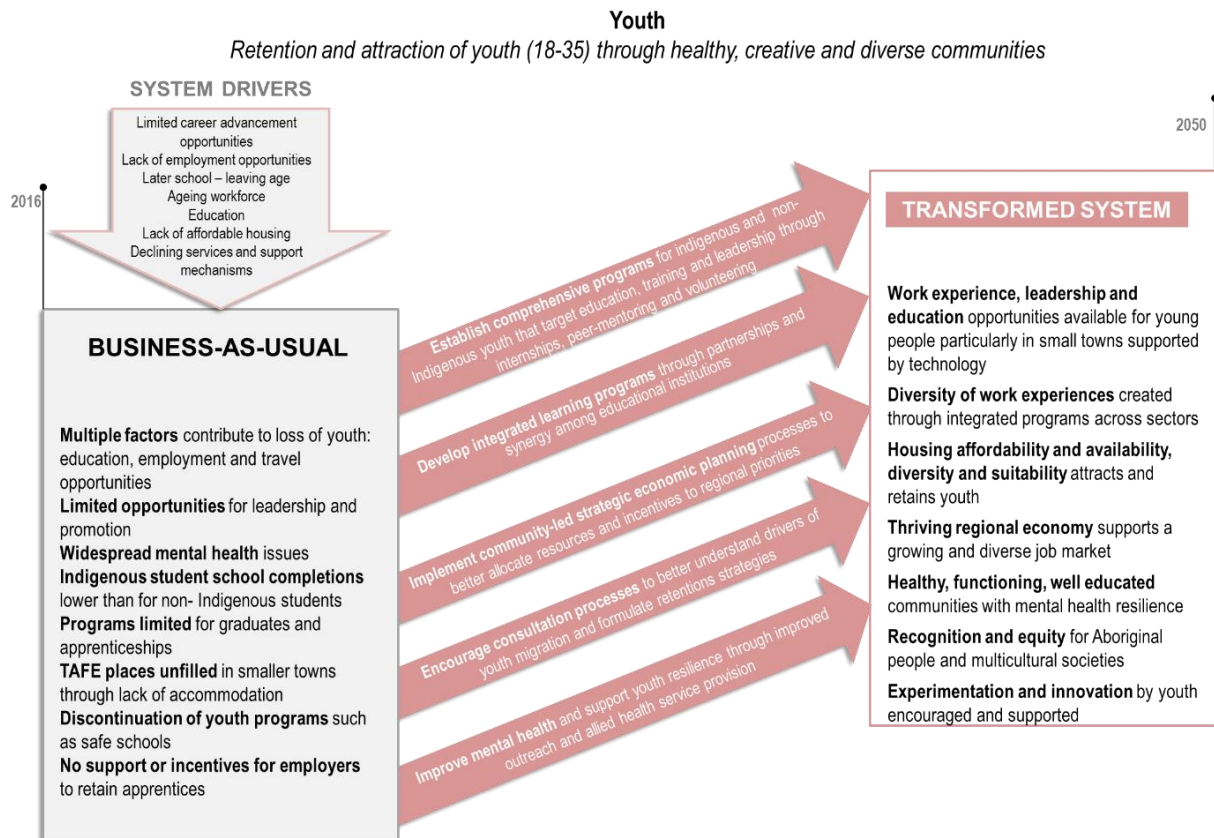 Youth
Retention and attraction of youth (18-35) through healthy, creative and diverse communities
SYSTEM DRIVERS
Limited career advancement
opportunities
Lack of employment opportunities
Later school – leaving age
Ageing workforce
Education
Lack of affordable housing
Declining services and support
mechanisms
2016
2050
BUSINESS-AS-USUAL
Multiple factors contribute to loss of youth:
education, employment and travel
opportunities
Limited opportunities for leadership and
promotion
Widespread mental health issues
Indigenous student school completions
lower than for non- Indigenous students
Programs limited for graduates and
apprenticeships
TAFE places unfilled in smaller towns
through lack of accommodation
Discontinuation of youth programs such
as safe schools
No support or incentives for employers
to retain apprentices
Establish comprehensive programs for indigenous and non-
Indigenous youth that target education, training and leadership through
internships, peer-mentoring and volunteering
Develop integrated learning programs through partnerships and
synergy among educational institutions
Implement community-led strategic economic planning processes to
better allocate resources and incentives to regional priorities
Encourage consultation processes to better understand drivers of
youth migration and formulate retentions strategies
Improve mental health and support youth resilience through improved
outreach and allied health service provision
TRANSFORMED SYSTEM
Work experience, leadership and
education opportunities available for young
people particularly in small towns supported
by technology
Diversity of work experiences created
through integrated programs across sectors
Housing affordability and availability,
diversity and suitability attracts and
retains youth
Thriving regional economy supports a
growing and diverse job market
Healthy, functioning, well educated
communities with mental health resilience
Recognition and equity for Aboriginal
people and multicultural societies
Experimentation and innovation by youth
encouraged and supported